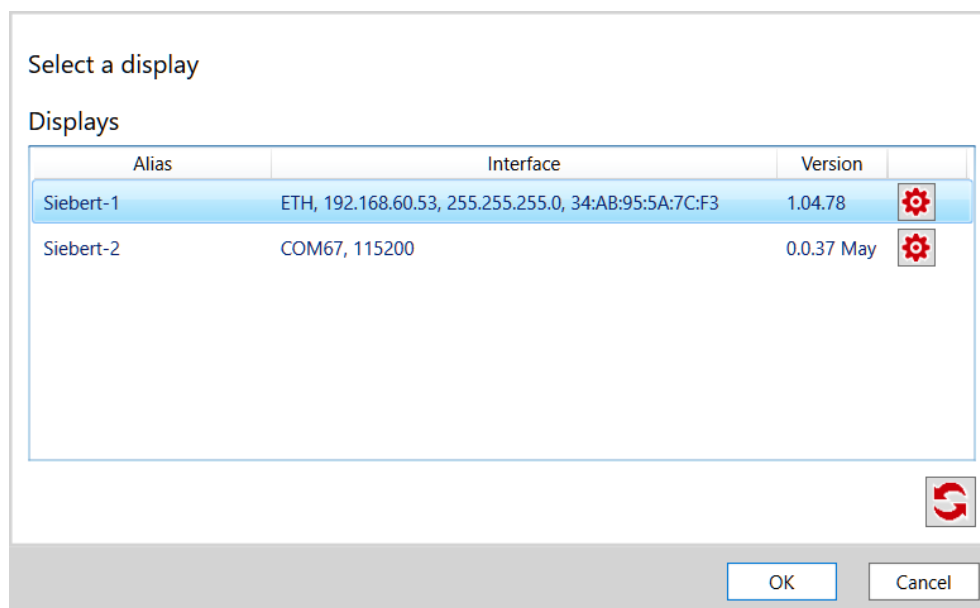 Select a display
Displays
Alias Interface Version
Siebert-1 ETH, 192.168.60.53, 255.255.255.0, 34:AB:95:5A:7C:F3 1.04.78
Siebert-2 COM67, 115200 0.0.37 May
OK Cancel